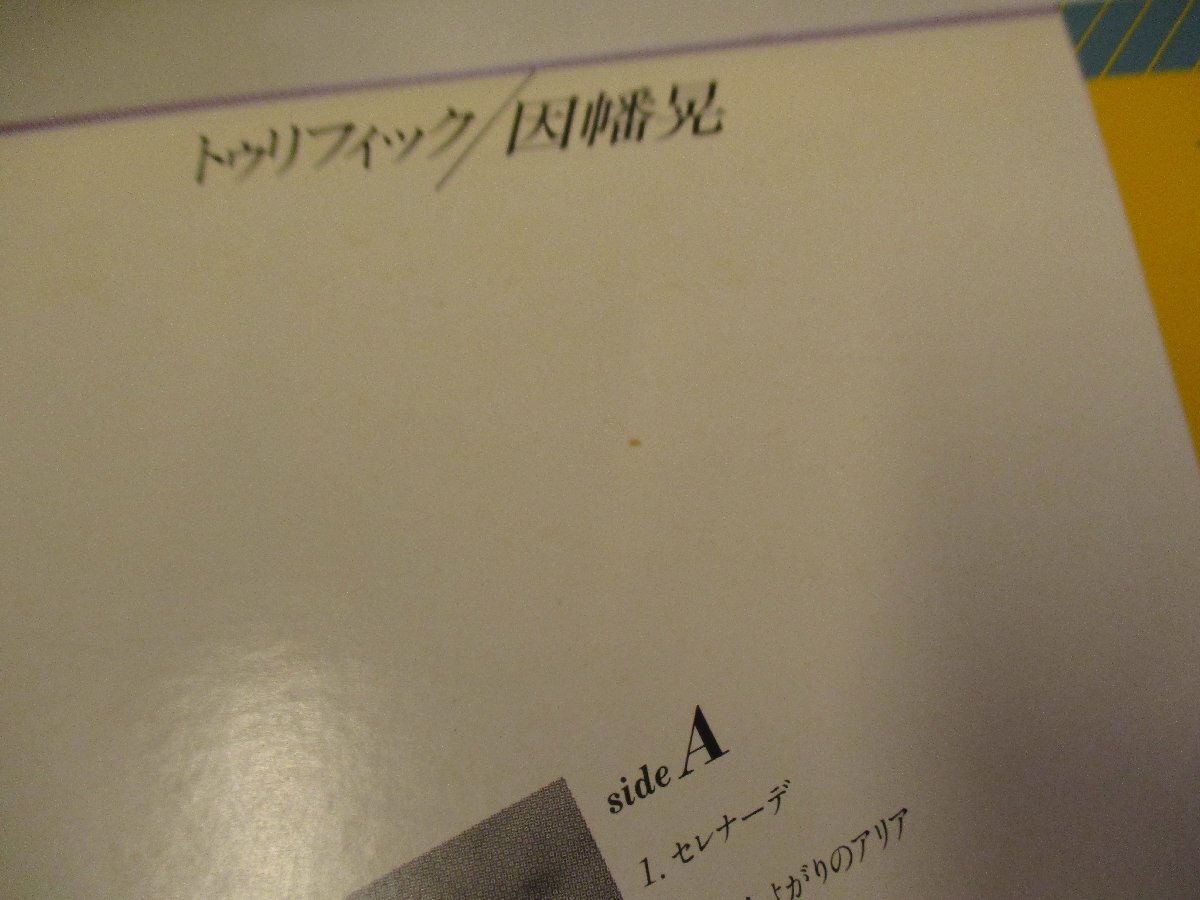 トゥリフィック/因幡晃
side A
1. セレナーデ
よがりのアリア